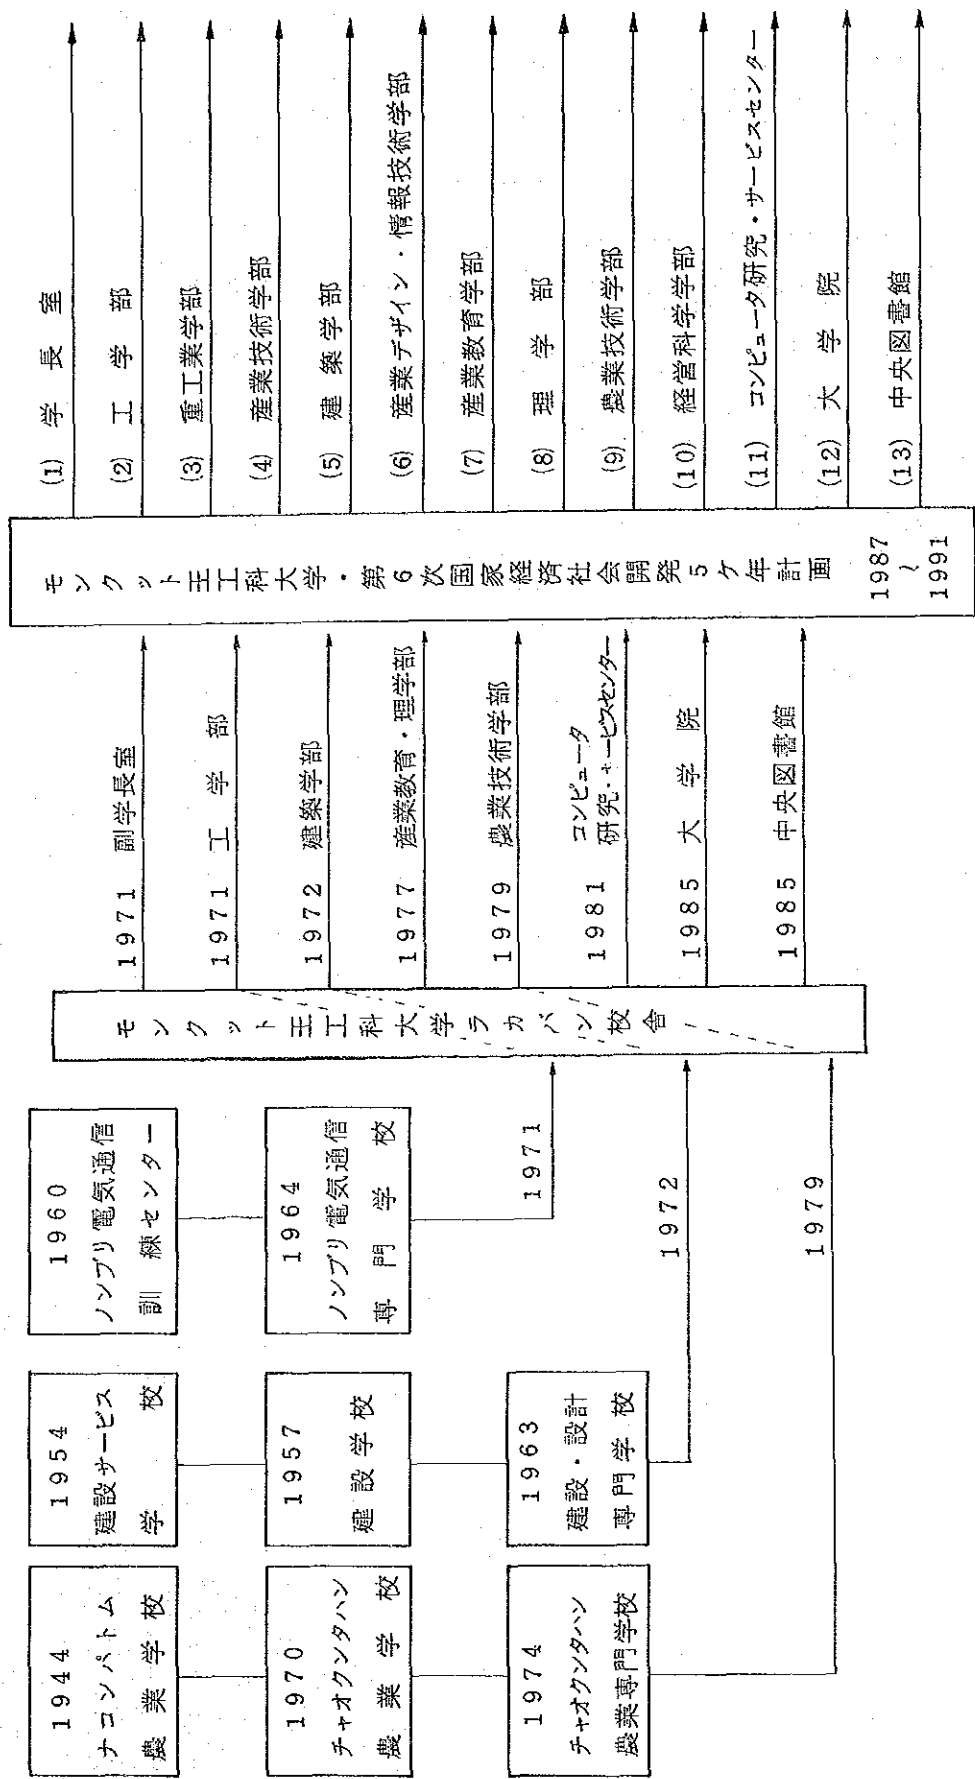 1944
ナコンパトム
農業学校
1970
チャオクンタハン
農業学校
1974
チャオクンタハン
農業専門学校
1954
建設サービス
学校
1957
建設学校
1963
建設・設計
専門学校
1960
ノンブリ電気通信
訓練センター
1964
ノンブリ電気通信
専門学校
1971
1972
1979
モンクット王工科大学ラカバン校舎
1971 副学長室
1971 工学部
1972 建築学部
1977 産業教育・理学部
1979 農業技術学部
1981 コンピュータ
研究・サービスセンター
1985 大学院
1985 中央図書館
モンクット王工科大学・第6次国家経済社会開発5ケ年計画
1987
~
1991
(1) 学長室
(2) 工学部
(3) 重工業学部
(4) 産業技術学部
(5) 建築学部
(6) 産業デザイン・情報技術学部
(7) 産業教育学部
(8) 理学部
(9) 農業技術学部
(10) 経営科学学部
(11) コンピュータ研究・サービスセンター
(12) 大学院
(13) 中央図書館